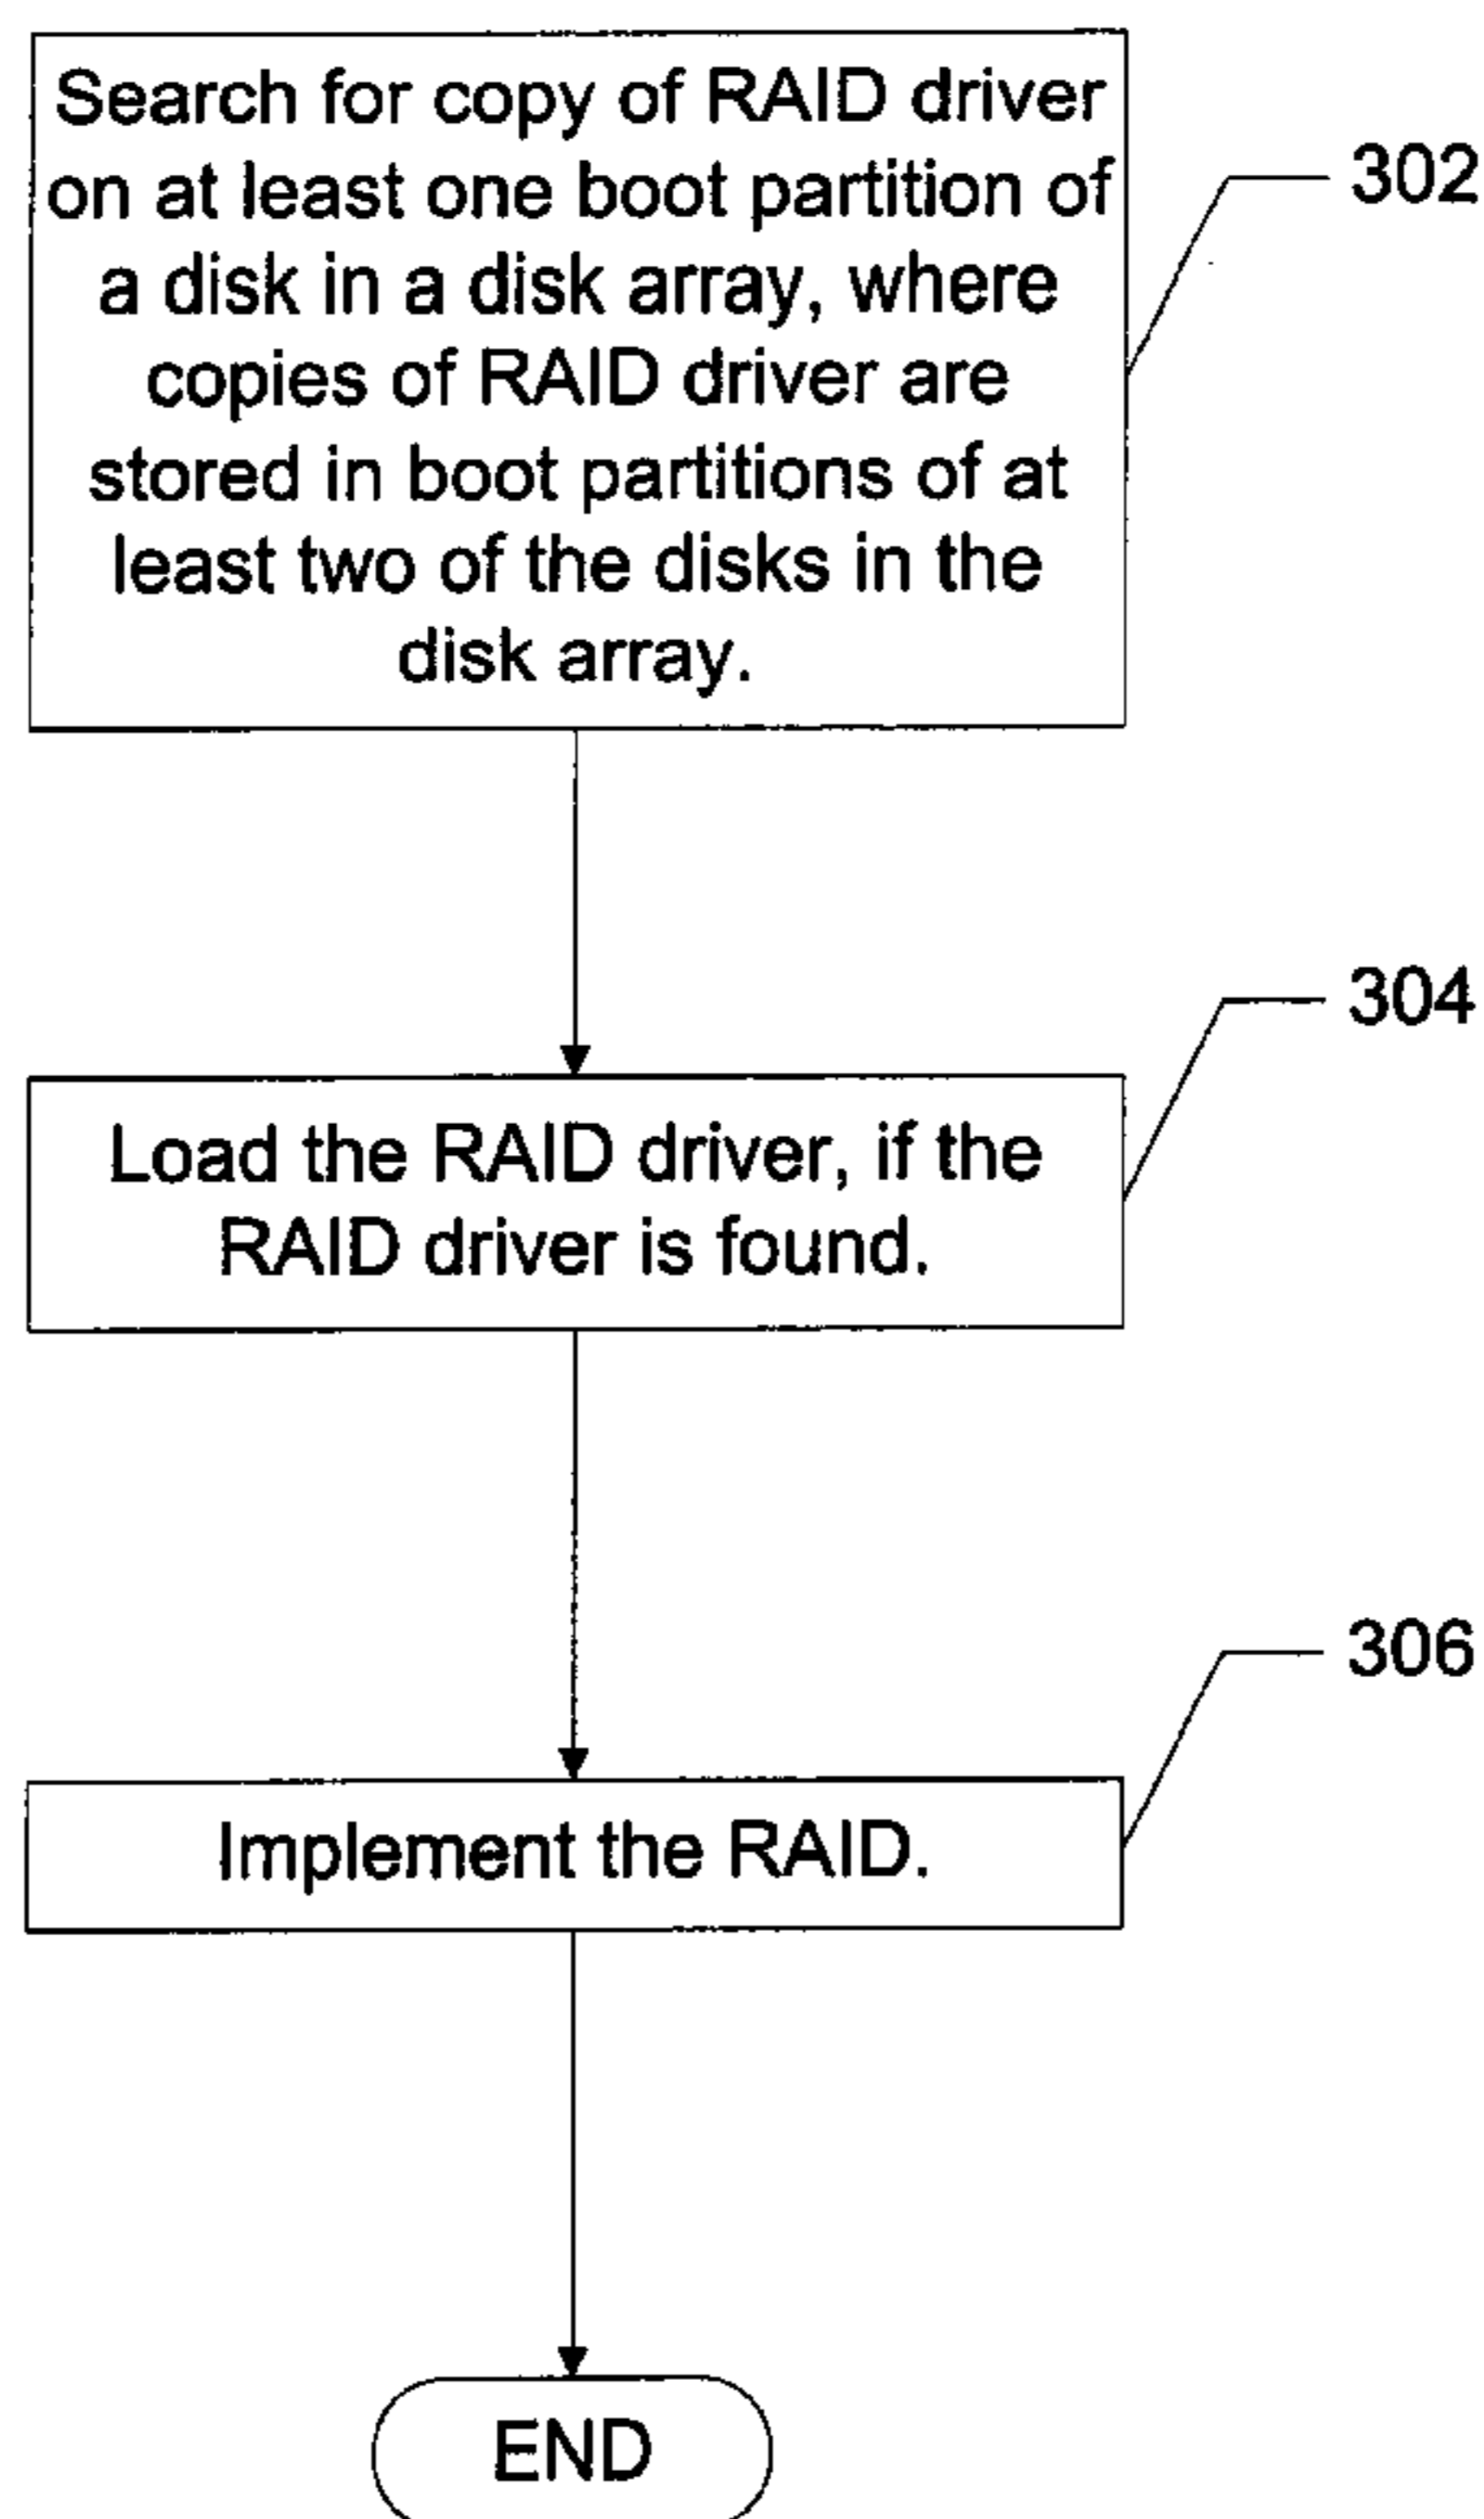 Search for copy of RAID driver
on at least one boot partition of
a disk in a disk array, where
copies of RAID driver are
stored in boot partitions of at
least two of the disks in the
disk array.
302
304
Load the RAID driver, if the
RAID driver is found.
306
Implement the RAID.
END